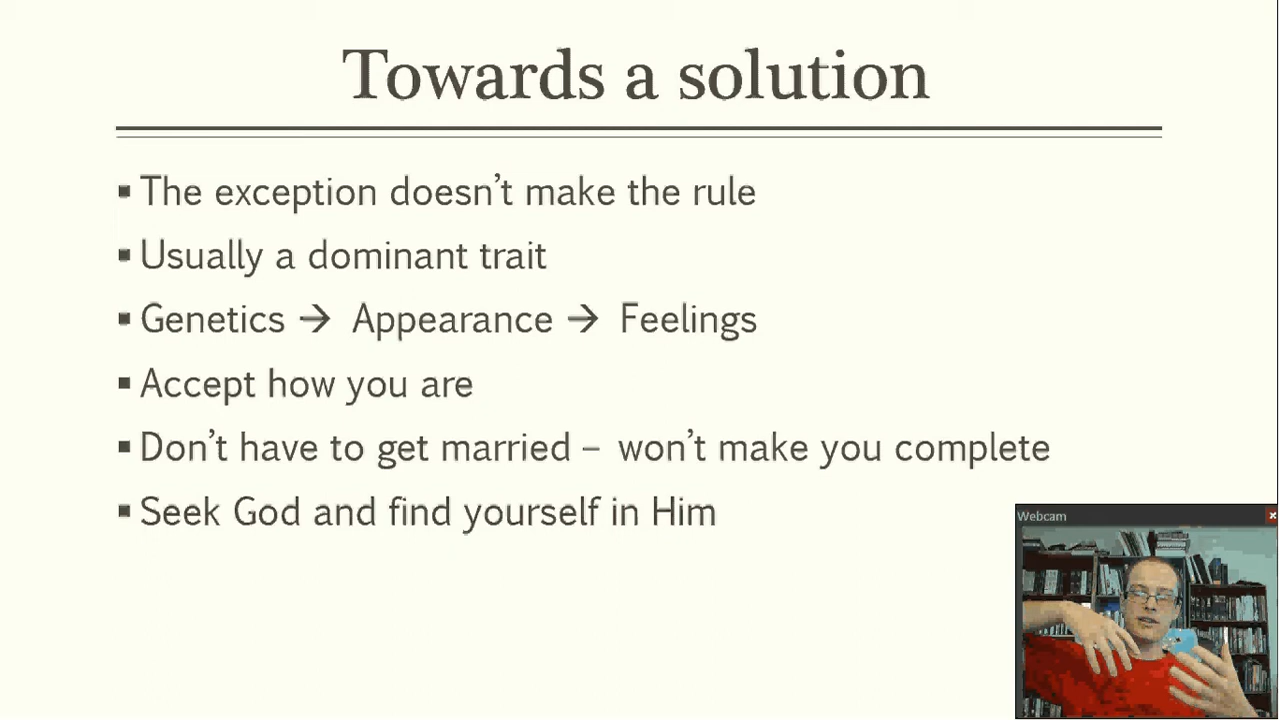 Towards a solution
▪ The exception doesn’t make the rule
▪ Usually a dominant trait
▪ Genetics → Appearance → Feelings
▪ Accept how you are
▪ Don’t have to get married – won’t make you complete
▪ Seek God and find yourself in Him
Webcam